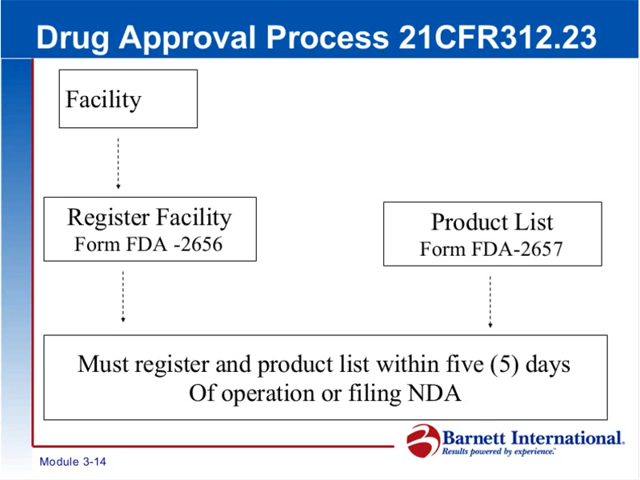 Drug Approval Process 21CFR312.23
Facility
Register Facility
Form FDA -2656
Product List
Form FDA-2657
Must register and product list within five (5) days
Of operation or filing NDA
Barnett International.
Results powered by experience.™
Module 3-14